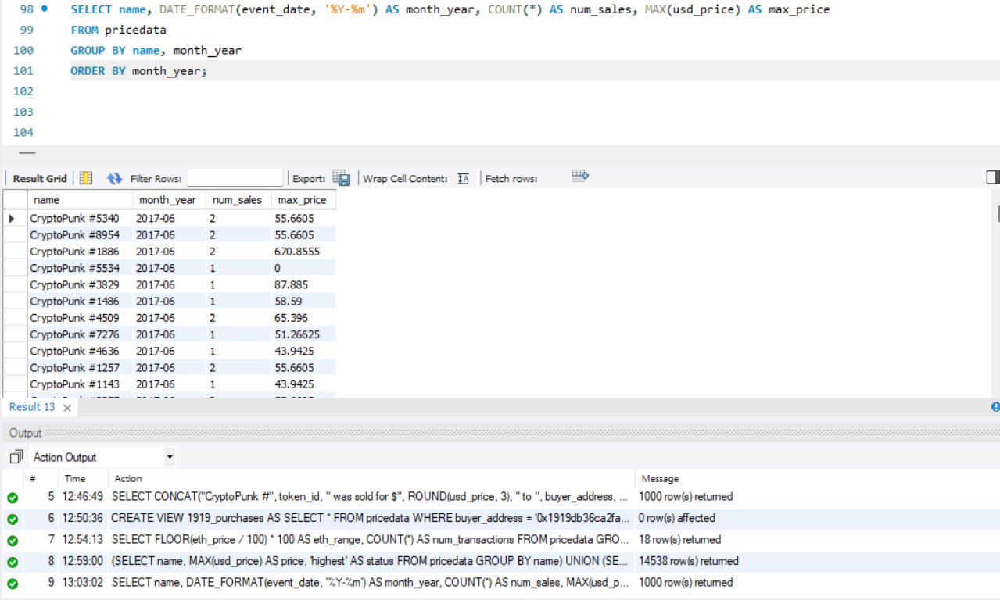 98 SELECT name, DATE_FORMAT(event_date, '%Y-%m') AS month_year, COUNT(*) AS num_sales, MAX(usd_price) AS max_price
99 FROM pricedata
100 GROUP BY name, month_year
101 ORDER BY month_year;
102
103
104
Result Grid Filter Rows: Export: Wrap Cell Content: Fetch rows:
name month_year num_sales max_price
CryptoPunk #5340 2017-06 2 55.6605
CryptoPunk #8954 2017-06 2 55.6605
CryptoPunk #1886 2017-06 2 670.8555
CryptoPunk #5534 2017-06 1 0
CryptoPunk #3829 2017-06 1 87.885
CryptoPunk #1486 2017-06 1 58.59
CryptoPunk #4509 2017-06 2 65.396
CryptoPunk #7276 2017-06 1 51.26625
CryptoPunk #4636 2017-06 1 43.9425
CryptoPunk #1257 2017-06 2 55.6605
CryptoPunk #1143 2017-06 1 43.9425
Result 13
Output
Action Output
# Time Action Message
5 12:46:49 SELECT CONCAT("CryptoPunk #", token_id, " was sold for $", ROUND(usd_price, 3), " to ", buyer_address, ... 1000 row(s) returned
6 12:50:36 CREATE VIEW 1919_purchases AS SELECT * FROM pricedata WHERE buyer_address = '0x1919db36ca2fa... 0 row(s) affected
7 12:54:13 SELECT FLOOR(eth_price / 100) * 100 AS eth_range, COUNT(*) AS num_transactions FROM pricedata GRO... 18 row(s) returned
8 12:59:00 (SELECT name, MAX(usd_price) AS price, 'highest' AS status FROM pricedata GROUP BY name) UNION (SE... 14538 row(s) returned
9 13:03:02 SELECT name, DATE_FORMAT(event_date, '%Y-%m') AS month_year, COUNT(*) AS num_sales, MAX(usd_p... 1000 row(s) returned